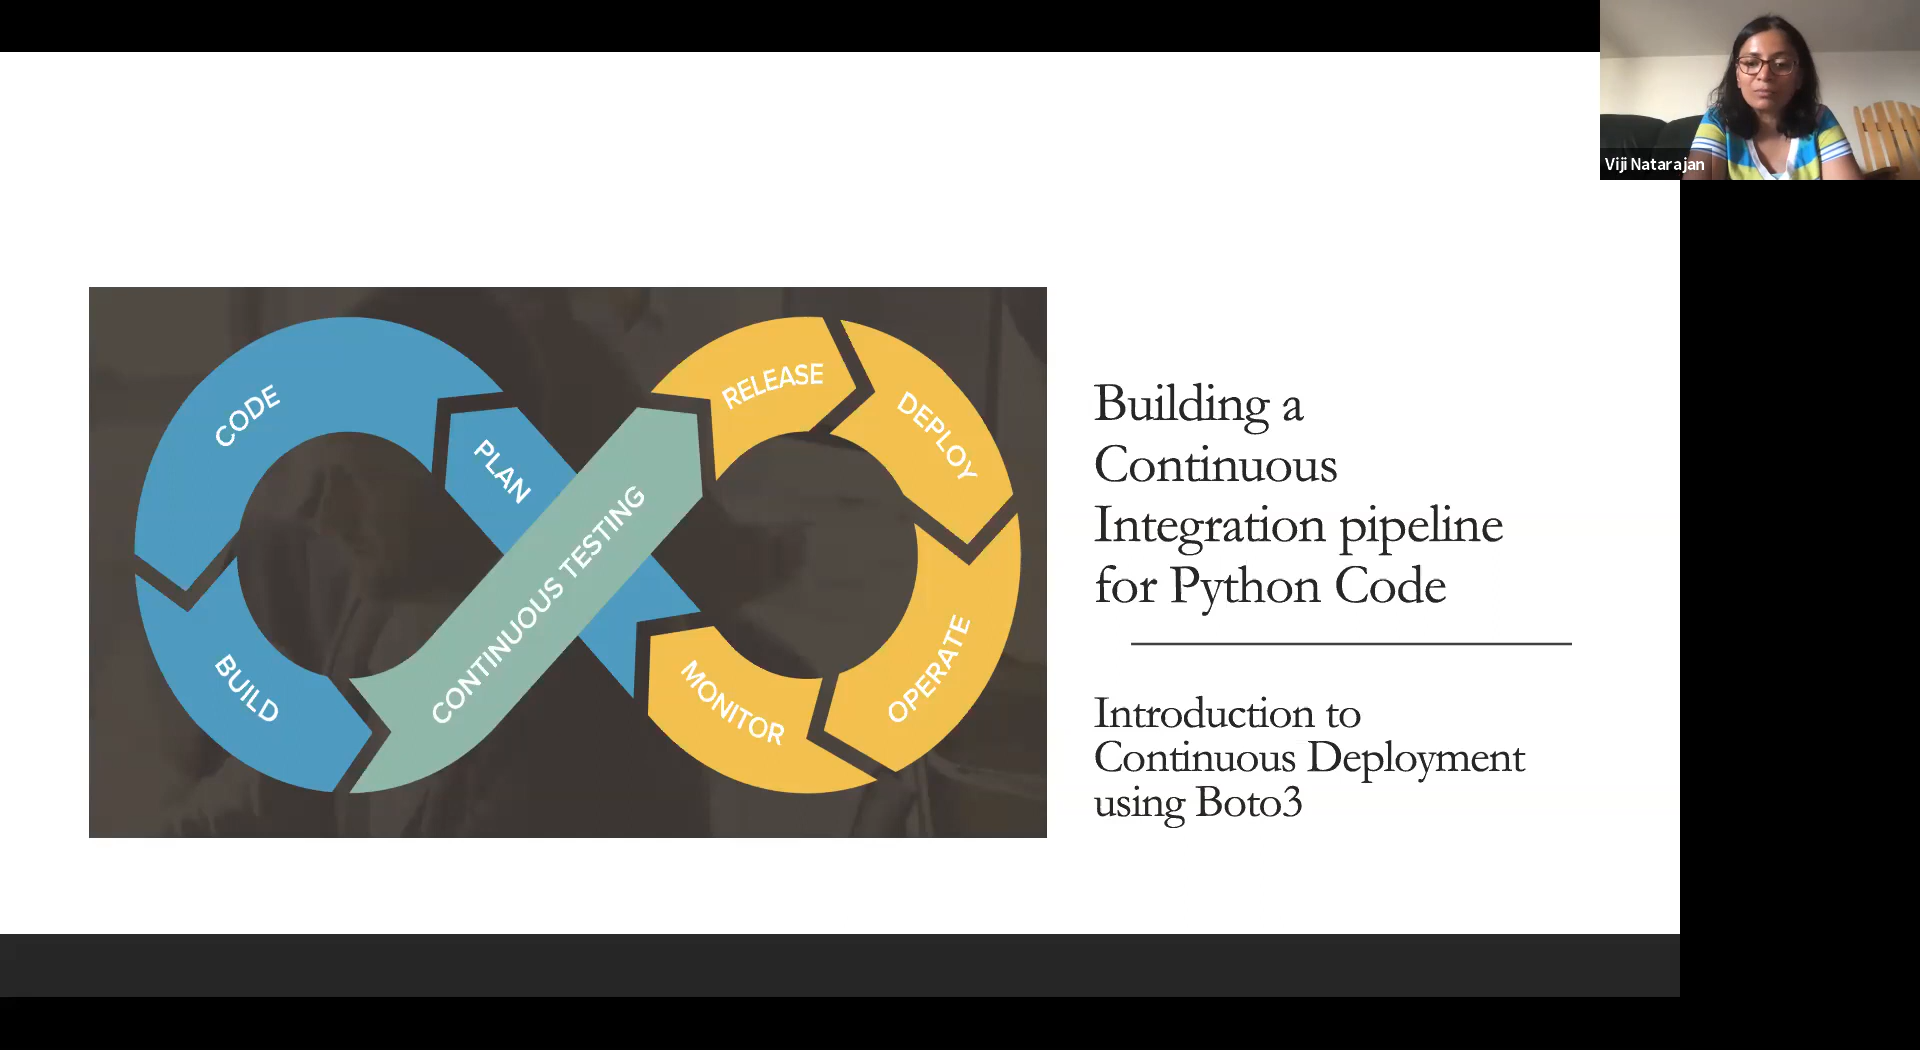 Viji Natarajan
CODE
PLAN
BUILD
CONTINUOUS TESTING
RELEASE
DEPLOY
OPERATE
MONITOR
Building a
Continuous
Integration pipeline
for Python Code
Introduction to
Continuous Deployment
using Boto3